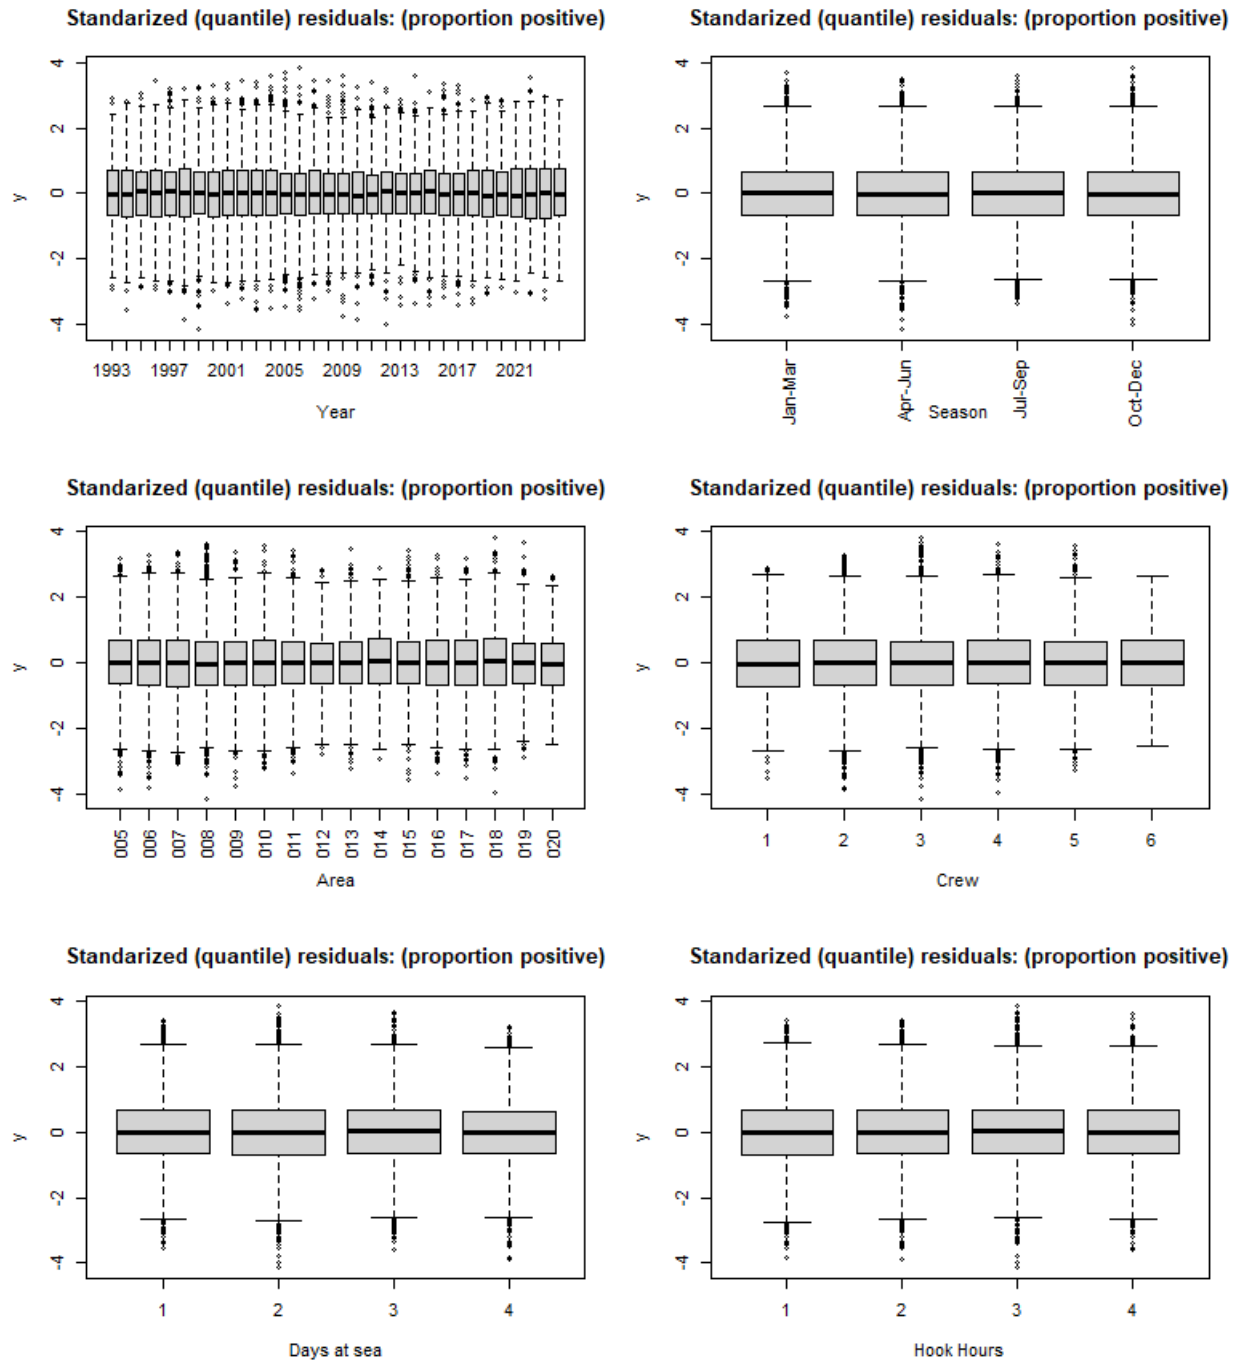 Standarized (quantile) residuals: (proportion positive)
y
4
2
0
-2
-4
1993 1997 2001 2005 2009 2013 2017 2021
Year
Standarized (quantile) residuals: (proportion positive)
y
4
2
0
-2
-4
Jan-Mar Apr-Jun Jul-Sep Oct-Dec
Season
Standarized (quantile) residuals: (proportion positive)
y
4
2
0
-2
-4
005 006 007 008 009 010 011 012 013 014 015 016 017 018 019 020
Area
Standarized (quantile) residuals: (proportion positive)
y
4
2
0
-2
-4
1 2 3 4 5 6
Crew
Standarized (quantile) residuals: (proportion positive)
y
4
2
0
-2
-4
1 2 3 4
Days at sea
Standarized (quantile) residuals: (proportion positive)
y
4
2
0
-2
-4
1 2 3 4
Hook Hours